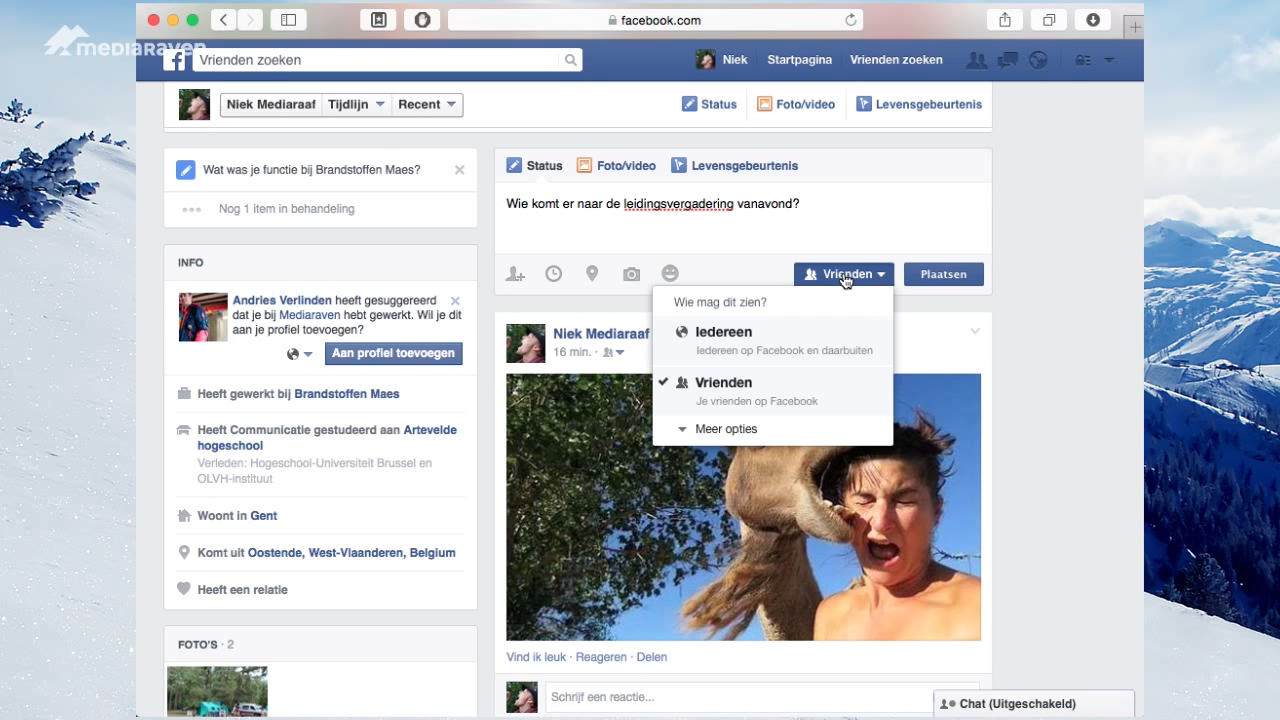 facebook.com
mediaraven
Vrienden zoeken
Niek Startpagina Vrienden zoeken
Niek Mediaraaf Tijdlijn Recent
Status Foto/video Levensgebeurtenis
Wat was je functie bij Brandstoffen Maes?
Nog 1 item in behandeling
INFO
Andries Verlinden heeft gesuggereerd
dat je bij Mediaraven hebt gewerkt. Wil je dit
aan je profiel toevoegen?
Aan profiel toevoegen
Heeft gewerkt bij Brandstoffen Maes
Heeft Communicatie gestudeerd aan Artevelde
hogeschool
Verleden: Hogeschool-Universiteit Brussel en
OLVH-instituut
Woont in Gent
Komt uit Oostende, West-Vlaanderen, Belgium
Heeft een relatie
FOTO'S · 2
Status Foto/video Levensgebeurtenis
Wie komt er naar de leidingsvergadering vanavond?
Vrienden Plaatsen
Wie mag dit zien?
Iedereen
Iedereen op Facebook en daarbuiten
Vrienden
Je vrienden op Facebook
Meer opties
Niek Mediaraaf
16 min. ·
Vind ik leuk · Reageren · Delen
Schrijf een reactie...
Chat (Uitgeschakeld)